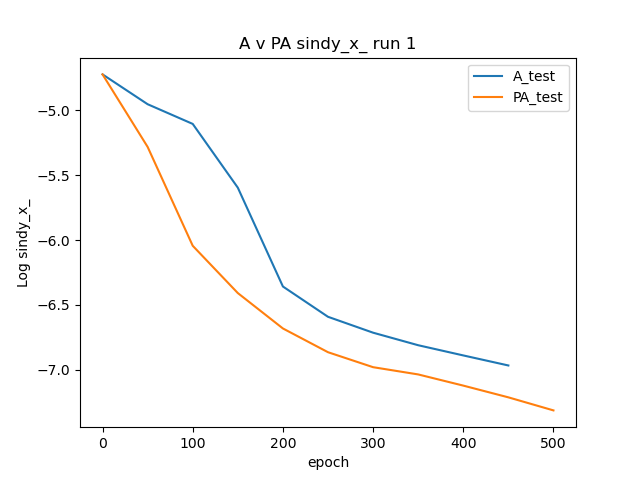 A v PA sindy_x_ run 1
A_test
PA_test
Log sindy_x_
−5.0
−5.5
−6.0
−6.5
−7.0
0
100
200
300
400
500
epoch